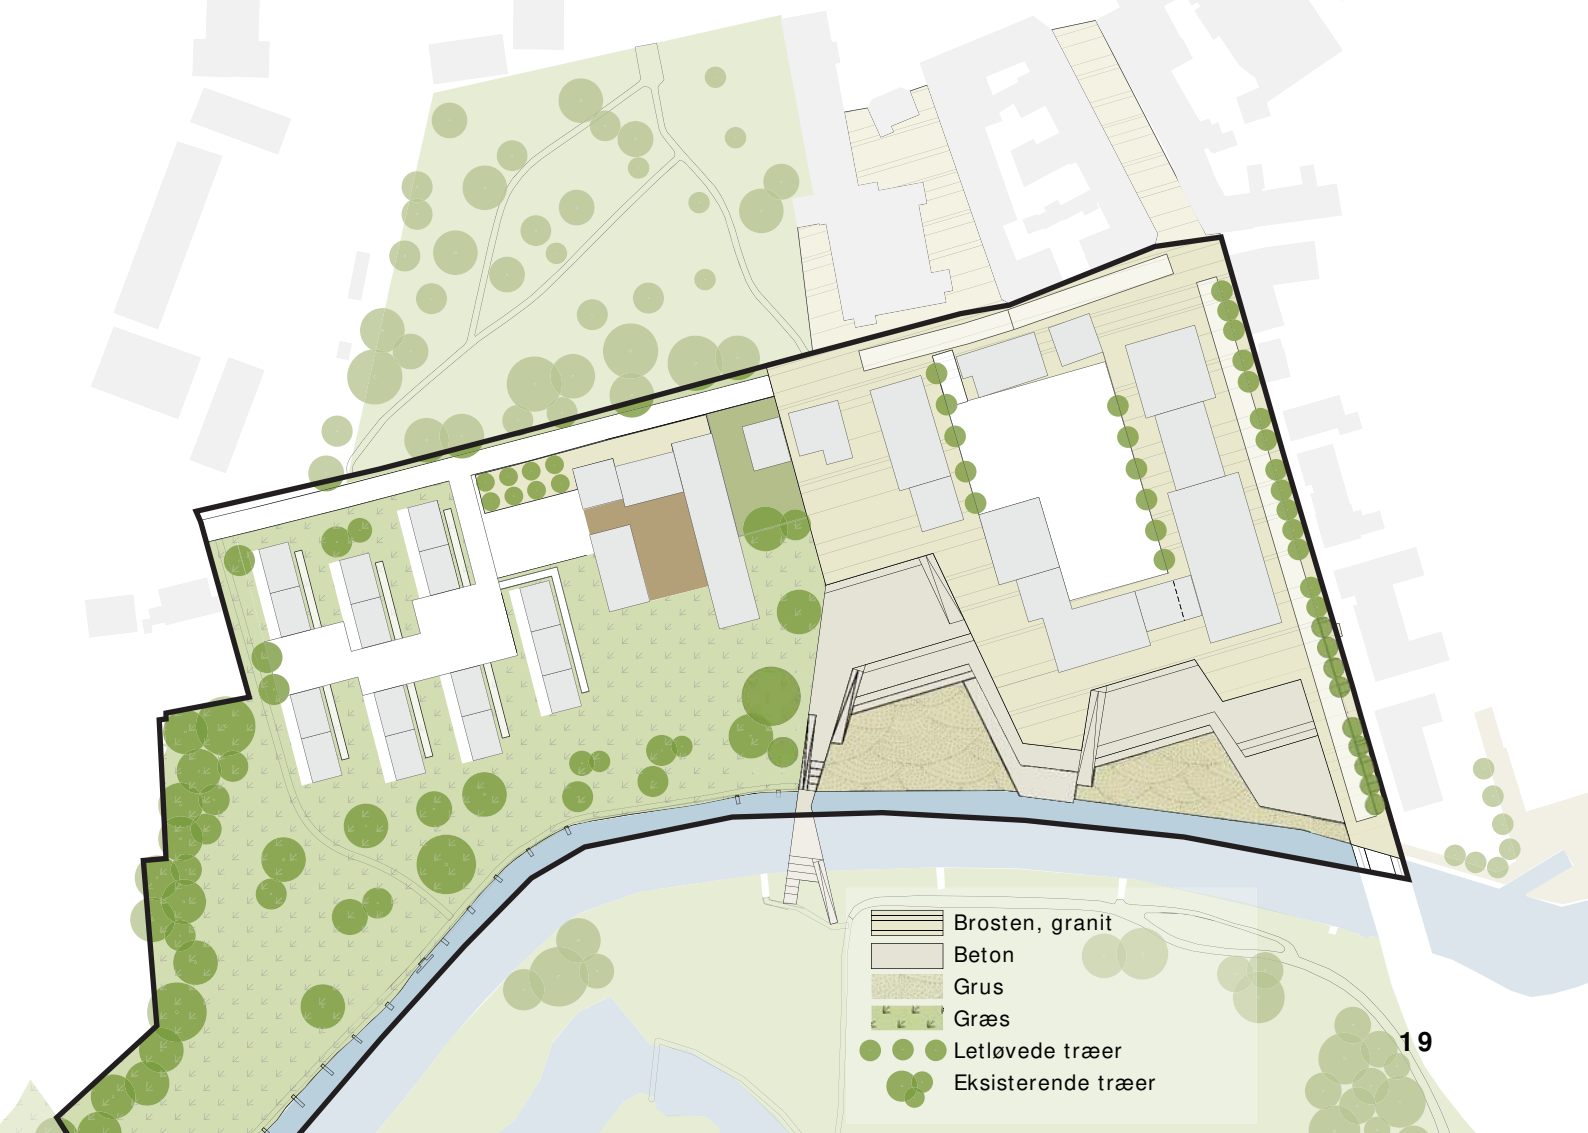 Brosten, granit
Beton
Grus
Græs
Letløvede træer
Eksisterende træer
19